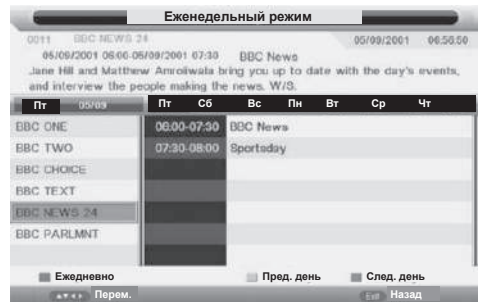 Еженедельный режим
0011 BBC NEWS 24 05/09/2001 06:56:50
05/09/2001 06:00-05/09/2001 07:30 BBC News
Jane Hill and Matthew Amroliwala bring you up to date with the day's events,
and interview the people making the news. W/S.
Пт 05/09 Пт Сб Вс Пн Вт Ср Чт
BBC ONE 06:00-07:30 BBC News
BBC TWO 07:30-08:00 Sportsday
BBC CHOICE
BBC TEXT
BBC NEWS 24
BBC PARLMNT
Ежедневно Пред. день След. день
Перем. Exit Назад